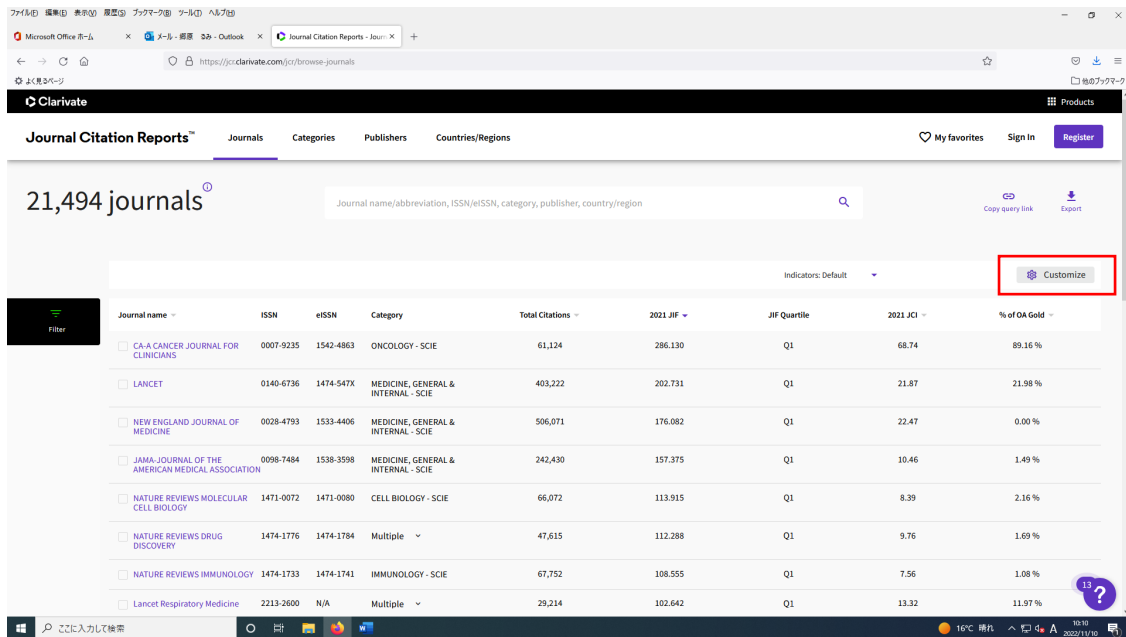 ファイル(F) 編集(E) 表示(V) 履歴(S) ブックマーク(B) ツール(T) ヘルプ(H)
Microsoft Office ホーム × メール - 郷原 なみ - Outlook × Journal Citation Reports - Journ × +
https://jcr.clarivate.com/jcr/browse-journals
よく見るページ 他のブックマーク
Clarivate Products
Journal Citation Reports™ Journals Categories Publishers Countries/Regions My favorites Sign In Register
21,494 journals Journal name/abbreviation, ISSN/eISSN, category, publisher, country/region Copy query link Export
Indicators: Default Customize
Filter
Journal name ISSN eISSN Category Total Citations 2021 JIF JIF Quartile 2021 JCI % of OA Gold
CA-A CANCER JOURNAL FOR 0007-9235 1542-4863 ONCOLOGY - SCIE 61,124 286.130 Q1 68.74 89.16 %
CLINICIANS
LANCET 0140-6736 1474-547X MEDICINE, GENERAL & 403,222 202.731 Q1 21.87 21.98 %
INTERNAL - SCIE
NEW ENGLAND JOURNAL OF 0028-4793 1533-4406 MEDICINE, GENERAL & 506,071 176.082 Q1 22.47 0.00 %
MEDICINE INTERNAL - SCIE
JAMA-JOURNAL OF THE 0098-7484 1538-3598 MEDICINE, GENERAL & 242,430 157.375 Q1 10.46 1.49 %
AMERICAN MEDICAL ASSOCIATION INTERNAL - SCIE
NATURE REVIEWS MOLECULAR 1471-0072 1471-0080 CELL BIOLOGY - SCIE 66,072 113.915 Q1 8.39 2.16 %
CELL BIOLOGY
NATURE REVIEWS DRUG 1474-1776 1474-1784 Multiple 47,615 112.288 Q1 9.76 1.69 %
DISCOVERY
NATURE REVIEWS IMMUNOLOGY 1474-1733 1474-1741 IMMUNOLOGY - SCIE 67,752 108.555 Q1 7.56 1.08 %
Lancet Respiratory Medicine 2213-2600 N/A Multiple 29,214 102.642 Q1 13.32 11.97 %
13 ?
ここに入力して検索 16°C 晴れ A 10:10
2022/11/10